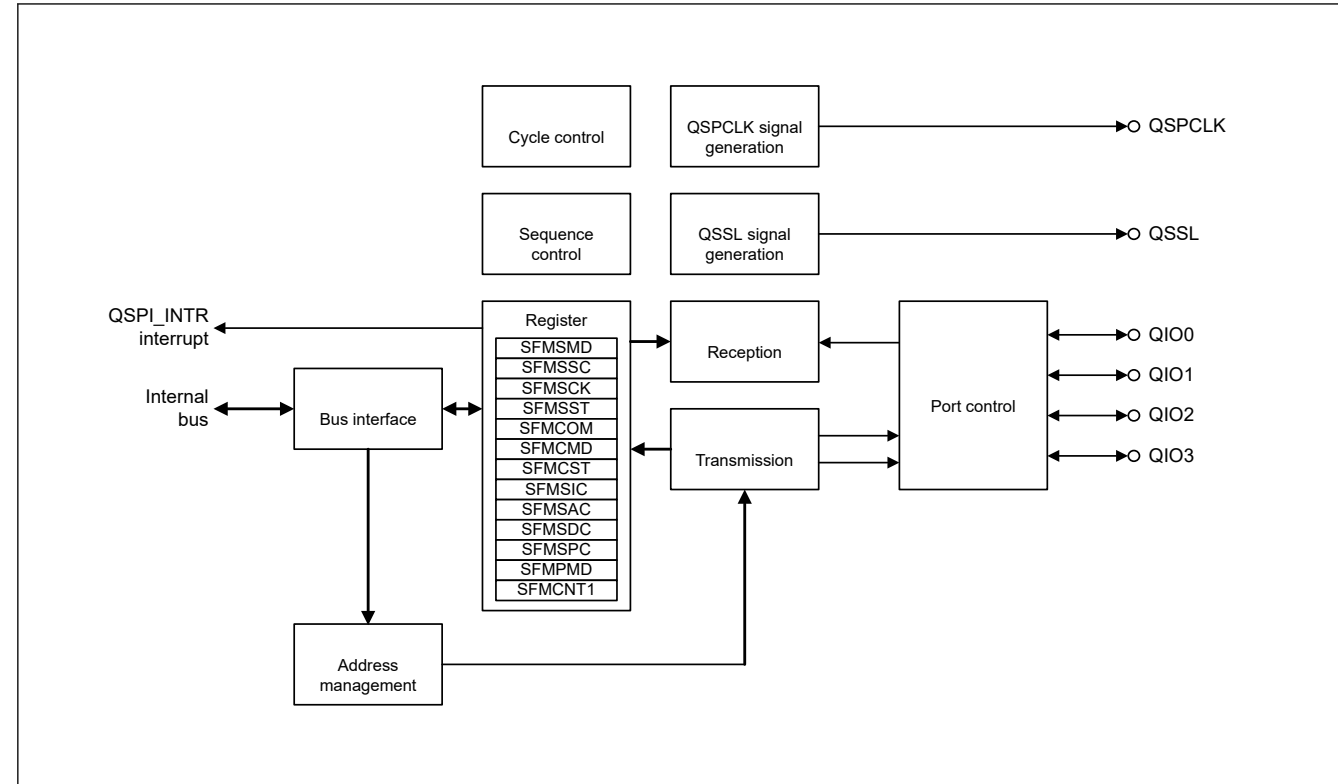 Cycle control
QSPCLK signal
generation
QSPCLK
Sequence
control
QSSL signal
generation
QSSL
QSPI_INTR
interrupt
Internal
bus
Bus interface
Register
SFMSMD
SFMSSC
SFMSCK
SFMSST
SFMCOM
SFMCMD
SFMCST
SFMSIC
SFMSAC
SFMSDC
SFMSPC
SFMPMD
SFMCNT1
Reception
Transmission
Port control
QIO0
QIO1
QIO2
QIO3
Address
management